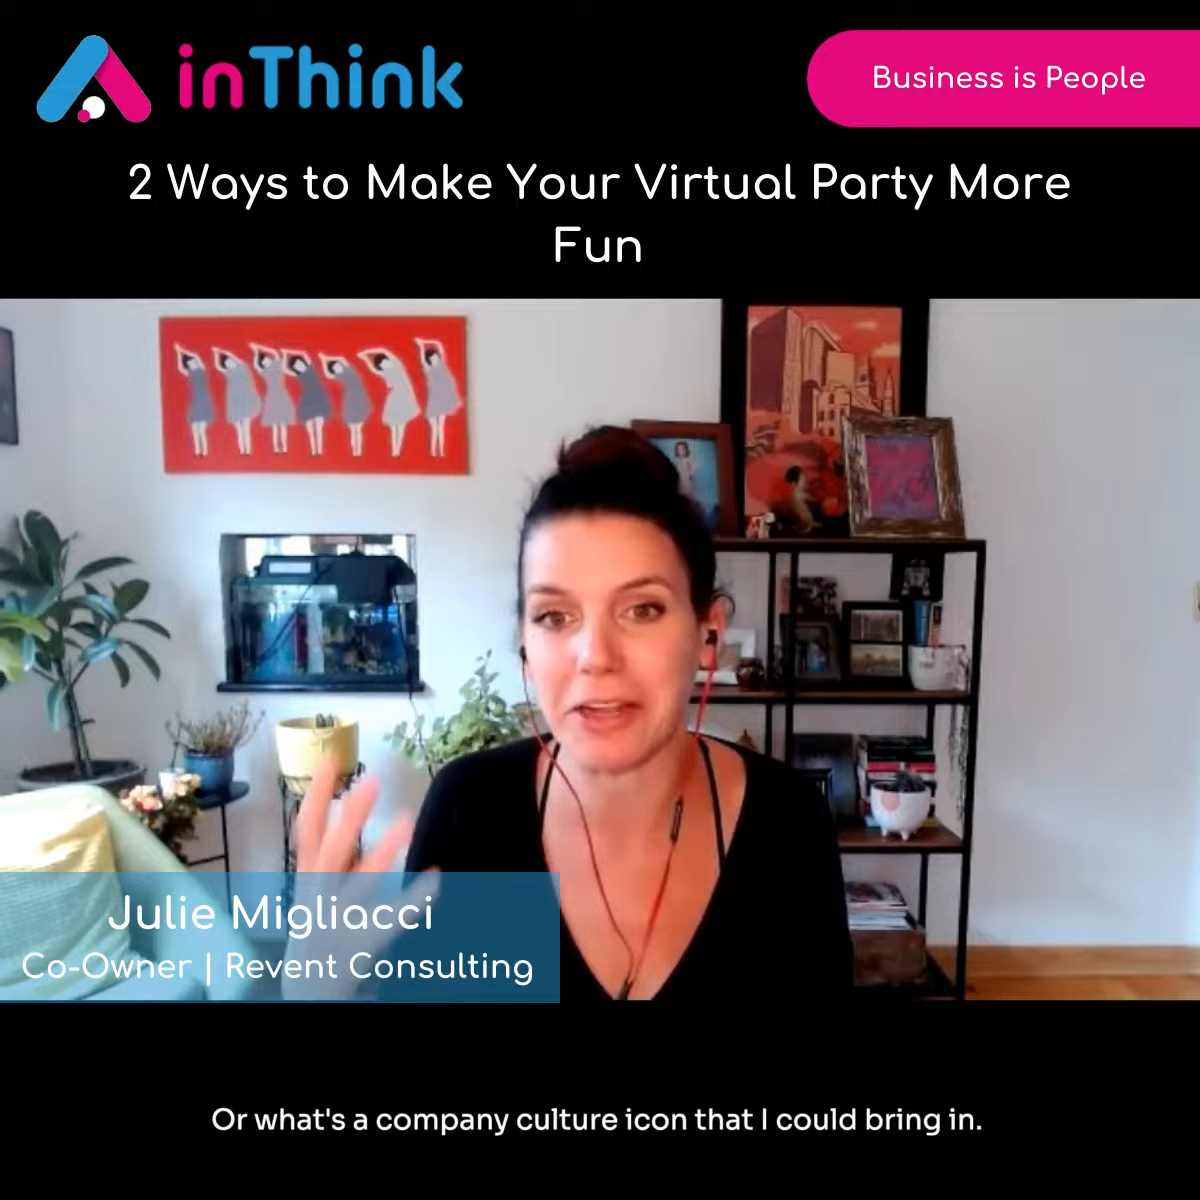 inThink
Business is People
2 Ways to Make Your Virtual Party More
Fun
Julie Migliacci
Co-Owner | Revent Consulting
Or what's a company culture icon that I could bring in.